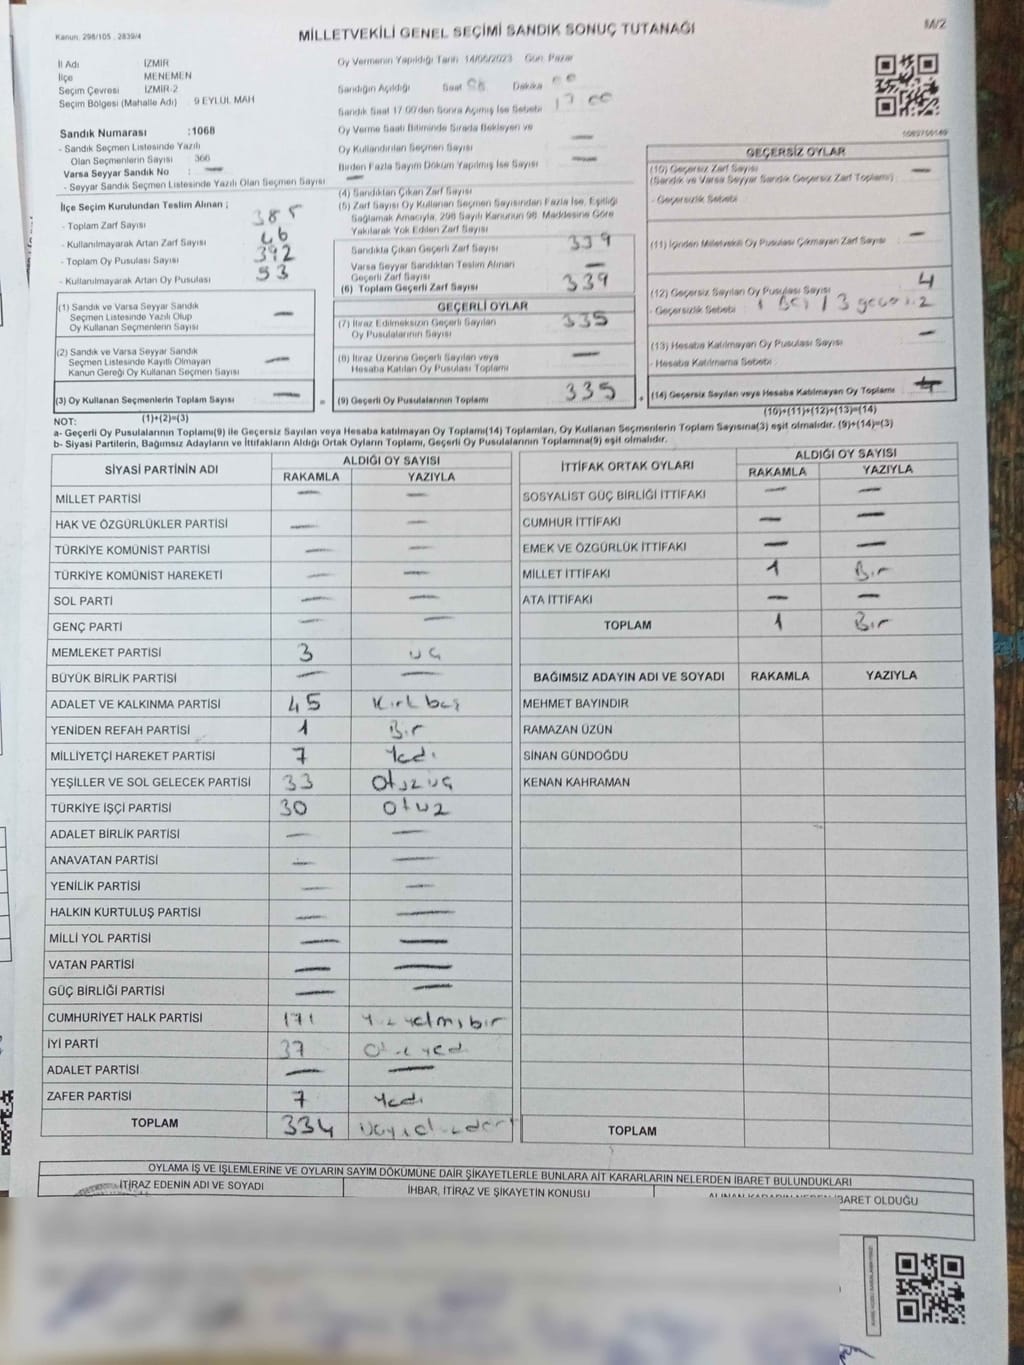 MİLLETVEKİLİ GENEL SEÇİMİ SANDIK SONUÇ TUTANAĞI
M/2
Kanun. 298/105 . 2839/4
İl Adı İZMİR
İlçe MENEMEN
Seçim Çevresi İZMİR-2
Seçim Bölgesi (Mahalle Adı) 9 EYLÜL MAH
Sandık Numarası :1068
- Sandık Seçmen Listesinde Yazılı
Olan Seçmenlerin Sayısı 366
Varsa Seyyar Sandık No : —
- Seyyar Sandık Seçmen Listesinde Yazılı Olan Seçmen Sayısı —
İlçe Seçim Kurulundan Teslim Alınan ;
- Toplam Zarf Sayısı 385
- Kullanılmayarak Artan Zarf Sayısı 46
- Toplam Oy Pusulası Sayısı 392
- Kullanılmayarak Artan Oy Pusulası 53
(1) Sandık ve Varsa Seyyar Sandık
Seçmen Listesinde Yazılı Olup
Oy Kullanan Seçmenlerin Sayısı —
(2) Sandık ve Varsa Seyyar Sandık
Seçmen Listesinde Kayıtlı Olmayan
Kanun Gereği Oy Kullanan Seçmen Sayısı —
(3) Oy Kullanan Seçmenlerin Toplam Sayısı —
(1)+(2)=(3)
Oy Vermenin Yapıldığı Tarih 14/05/2023 Gün. Pazar
Sandığın Açıldığı Saat Dakika
Sandık Saat 17.00'den Sonra Açımış İse Sebebi 17 00
Oy Verme Saati Bitiminde Sırada Bekleyen ve
Oy Kullandırılan Seçmen Sayısı —
Birden Fazla Sayım Döküm Yapılmış İse Sayısı —
(4) Sandıktan Çıkan Zarf Sayısı
(5) Zarf Sayısı Oy Kullanan Seçmen Sayısından Fazla İse, Eşitliği
Sağlamak Amacıyla, 298 Sayılı Kanunun 98. Maddesine Göre
Yakılarak Yok Edilen Zarf Sayısı
Sandıkta Çıkan Geçerli Zarf Sayısı 339
Varsa Seyyar Sandıktan Teslim Alınan
Geçerli Zarf Sayısı —
(6) Toplam Geçerli Zarf Sayısı 339
GEÇERLİ OYLAR
(7) İtiraz Edilmeksizin Geçerli Sayılan
Oy Pusulalarının Sayısı 335
(8) İtiraz Üzerine Geçerli Sayılan veya
Hesaba Katılan Oy Pusulası Toplamı —
(9) Geçerli Oy Pusulalarının Toplamı 335
1082756149
GEÇERSİZ OYLAR
(10) Geçersiz Zarf Sayısı
(Sandık ve Varsa Seyyar Sandık Geçersiz Zarf Toplamı) —
- Geçersizlik Sebebi
(11) İçinden Milletvekili Oy Pusulası Çıkmayan Zarf Sayısı —
(12) Geçersiz Sayılan Oy Pusulası Sayısı 4
- Geçersizlik Sebebi 1 Boş / 3 geçersiz
(13) Hesaba Katılmayan Oy Pusulası Sayısı —
- Hesaba Katılmama Sebebi
(14) Geçersiz Sayılan veya Hesaba Katılmayan Oy Toplamı 4
(10)+(11)+(12)+(13)=(14)
NOT:
a- Geçerli Oy Pusulalarının Toplamı(9) ile Geçersiz Sayılan veya Hesaba katılmayan Oy Toplamı(14) Toplamları, Oy Kullanan Seçmenlerin Toplam Sayısına(3) eşit olmalıdır. (9)+(14)=(3)
b- Siyasi Partilerin, Bağımsız Adayların ve İttifakların Aldığı Ortak Oyların Toplamı, Geçerli Oy Pusulalarının Toplamına(9) eşit olmalıdır.
SİYASİ PARTİNİN ADI ALDIĞI OY SAYISI
RAKAMLA YAZIYLA
MİLLET PARTİSİ — —
HAK VE ÖZGÜRLÜKLER PARTİSİ — —
TÜRKİYE KOMÜNİST PARTİSİ — —
TÜRKİYE KOMÜNİST HAREKETİ — —
SOL PARTİ — —
GENÇ PARTİ — —
MEMLEKET PARTİSİ 3 üç
BÜYÜK BİRLİK PARTİSİ — —
ADALET VE KALKINMA PARTİSİ 45 Kırkbeş
YENİDEN REFAH PARTİSİ 1 Bir
MİLLİYETÇİ HAREKET PARTİSİ 7 Yedi
YEŞİLLER VE SOL GELECEK PARTİSİ 33 Otuzüç
TÜRKİYE İŞÇİ PARTİSİ 30 Otuz
ADALET BİRLİK PARTİSİ — —
ANAVATAN PARTİSİ — —
YENİLİK PARTİSİ — —
HALKIN KURTULUŞ PARTİSİ — —
MİLLİ YOL PARTİSİ — —
VATAN PARTİSİ — —
GÜÇ BİRLİĞİ PARTİSİ — —
CUMHURİYET HALK PARTİSİ 171 Yüzyetmişbir
İYİ PARTİ 37 Otuzyedi
ADALET PARTİSİ — —
ZAFER PARTİSİ 7 Yedi
TOPLAM 334 üçyüzotuzdört
İTTİFAK ORTAK OYLARI ALDIĞI OY SAYISI
RAKAMLA YAZIYLA
SOSYALİST GÜÇ BİRLİĞİ İTTİFAKI — —
CUMHUR İTTİFAKI — —
EMEK VE ÖZGÜRLÜK İTTİFAKI — —
MİLLET İTTİFAKI 1 Bir
ATA İTTİFAKI — —
TOPLAM 1 Bir
BAĞIMSIZ ADAYIN ADI VE SOYADI RAKAMLA YAZIYLA
MEHMET BAYINDIR
RAMAZAN ÜZÜN
SİNAN GÜNDOĞDU
KENAN KAHRAMAN
TOPLAM
OYLAMA İŞ VE İŞLEMLERİNE VE OYLARIN SAYIM DÖKÜMÜNE DAİR ŞİKAYETLERLE BUNLARA AİT KARARLARIN NELERDEN İBARET BULUNDUKLARI
İTİRAZ EDENİN ADI VE SOYADI
İHBAR, İTİRAZ VE ŞİKAYETİN KONUSU
ALINAN KARARIN NEDEN İBARET OLDUĞU